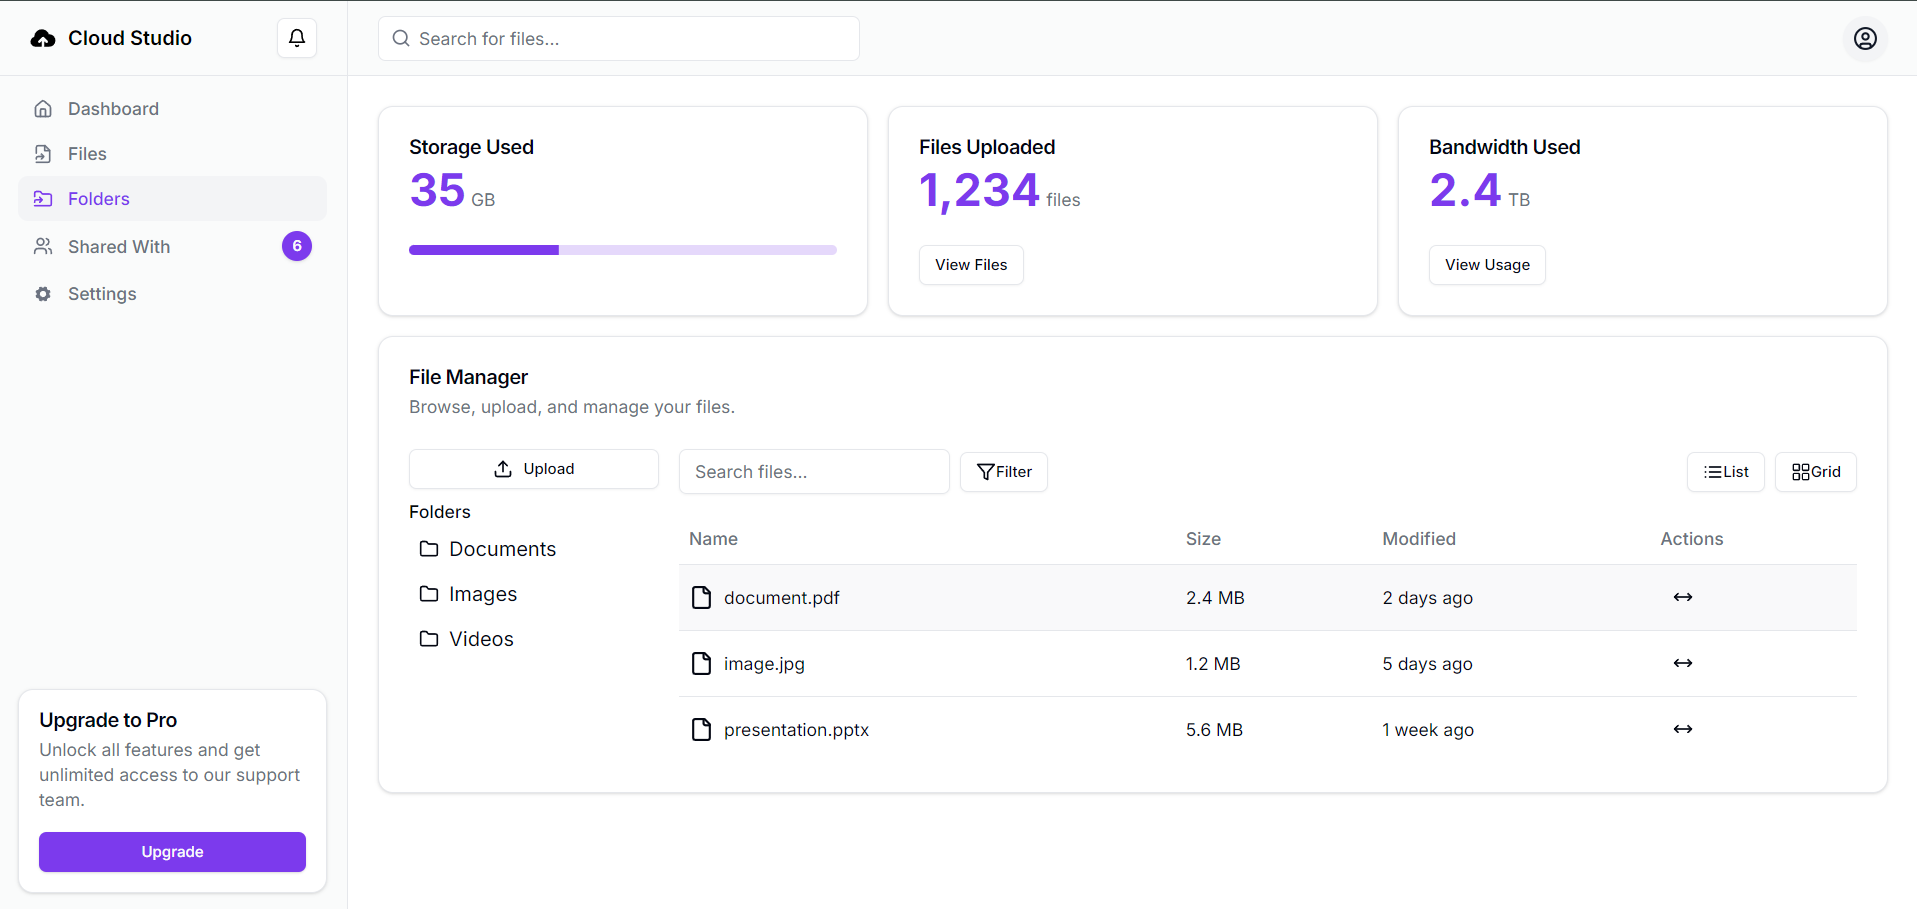 Cloud Studio
Search for files...
Dashboard
Files
Folders
Shared With
6
Settings
Upgrade to Pro
Unlock all features and get
unlimited access to our support
team.
Upgrade
Storage Used
35 GB
Files Uploaded
1,234 files
View Files
Bandwidth Used
2.4 TB
View Usage
File Manager
Browse, upload, and manage your files.
Upload
Folders
Documents
Images
Videos
Search files...
Filter
List
Grid
Name Size Modified Actions
document.pdf 2.4 MB 2 days ago
image.jpg 1.2 MB 5 days ago
presentation.pptx 5.6 MB 1 week ago